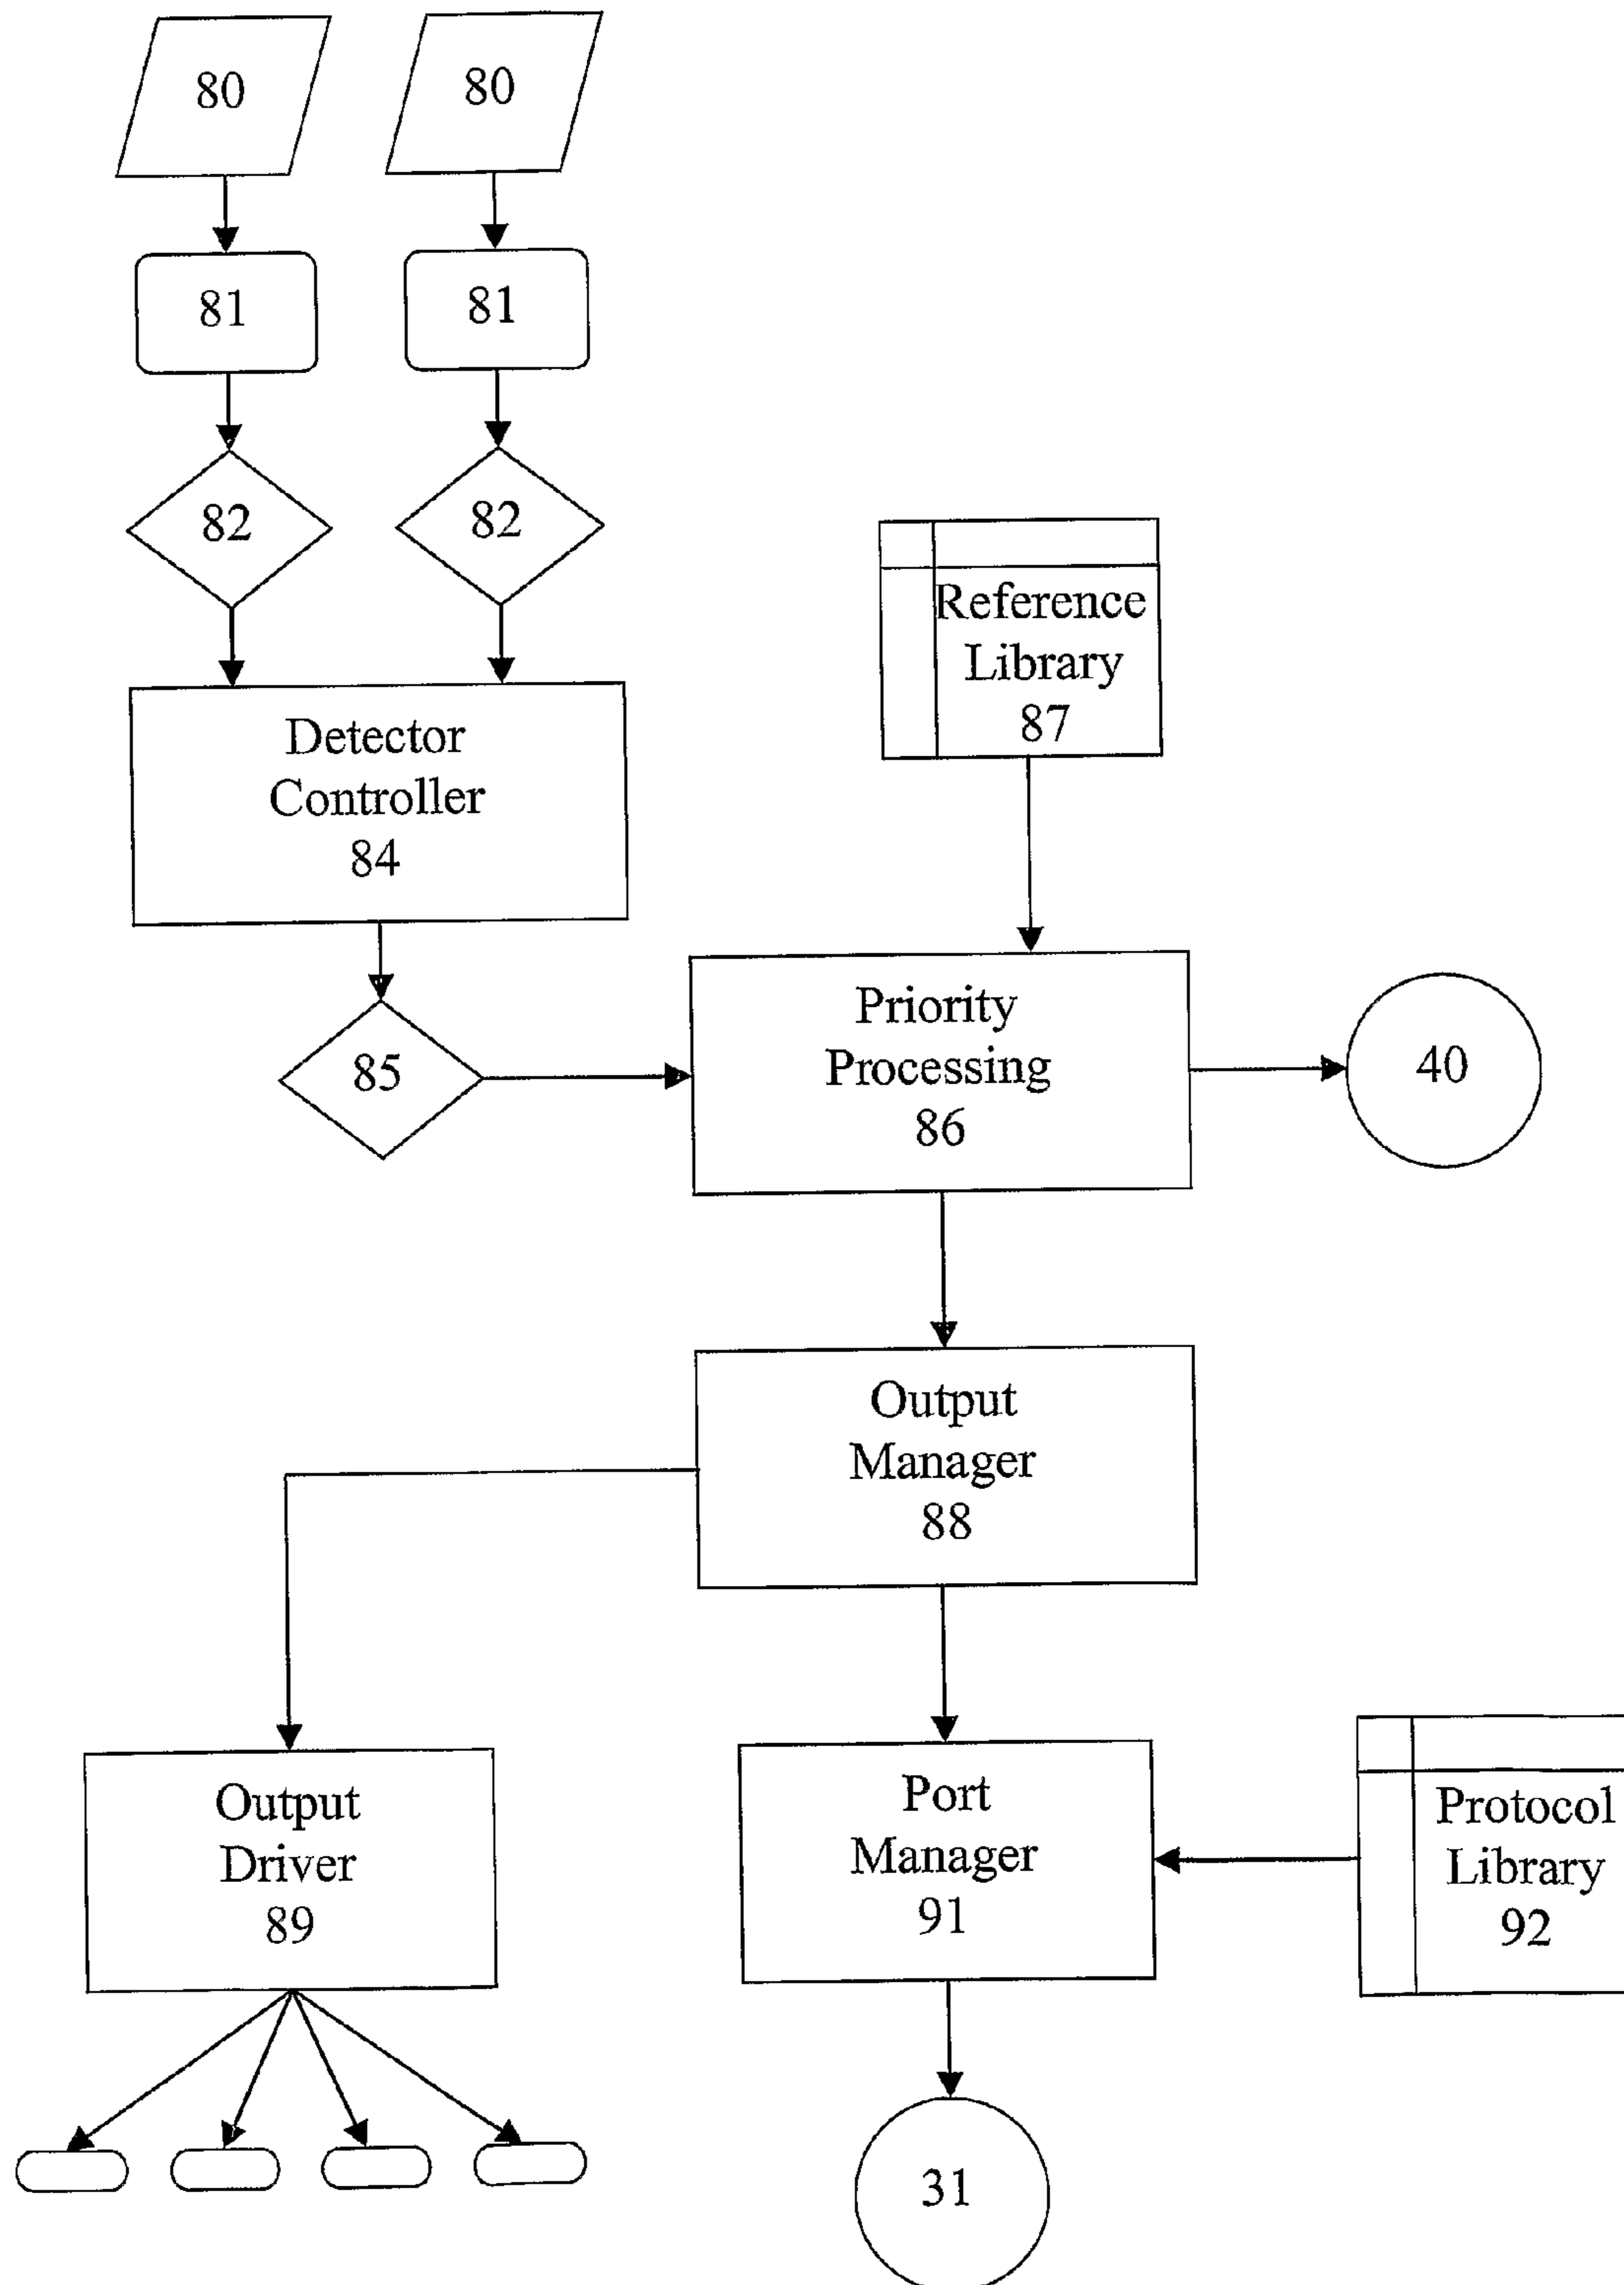 80
80
81
81
82
82
Reference
Library
87
Detector
Controller
84
85
Priority
Processing
86
40
Output
Manager
88
Output
Driver
89
Port
Manager
91
Protocol
Library
92
31